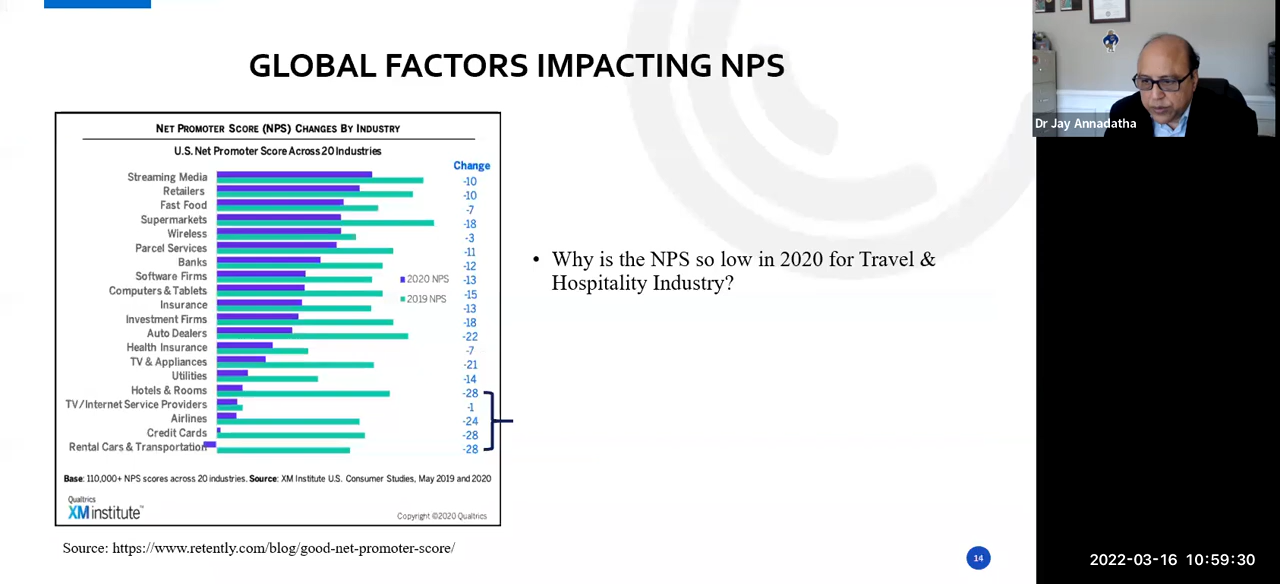 GLOBAL FACTORS IMPACTING NPS
NET PROMOTER SCORE (NPS) CHANGES BY INDUSTRY
U.S. Net Promoter Score Across 20 Industries
Change
Streaming Media -10
Retailers -10
Fast Food -7
Supermarkets -18
Wireless -3
Parcel Services -11
Banks -12
Software Firms -13
Computers & Tablets -15
Insurance -13
Investment Firms -18
Auto Dealers -22
Health Insurance -7
TV & Appliances -21
Utilities -14
Hotels & Rooms -28
TV/Internet Service Providers -1
Airlines -24
Credit Cards -28
Rental Cars & Transportation -28
2020 NPS
2019 NPS
Base: 110,000+ NPS scores across 20 industries. Source: XM Institute U.S. Consumer Studies, May 2019 and 2020
Qualtrics
XM institute™
Copyright ©2020 Qualtrics
Source: https://www.retently.com/blog/good-net-promoter-score/
• Why is the NPS so low in 2020 for Travel &
Hospitality Industry?
14
Dr Jay Annadatha
2022-03-16 10:59:30